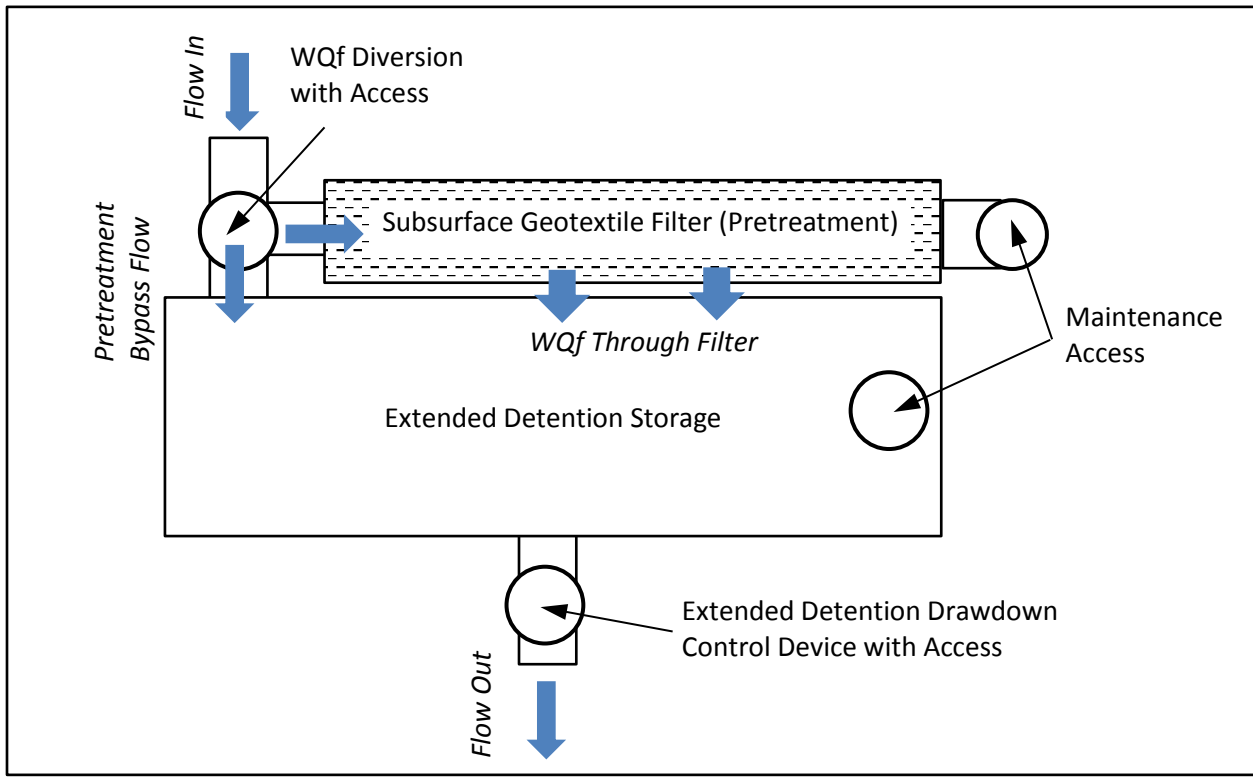 Flow In
WQf Diversion
with Access
Subsurface Geotextile Filter (Pretreatment)
Pretreatment
Bypass Flow
WQf Through Filter
Maintenance
Access
Extended Detention Storage
Extended Detention Drawdown
Control Device with Access
Flow Out